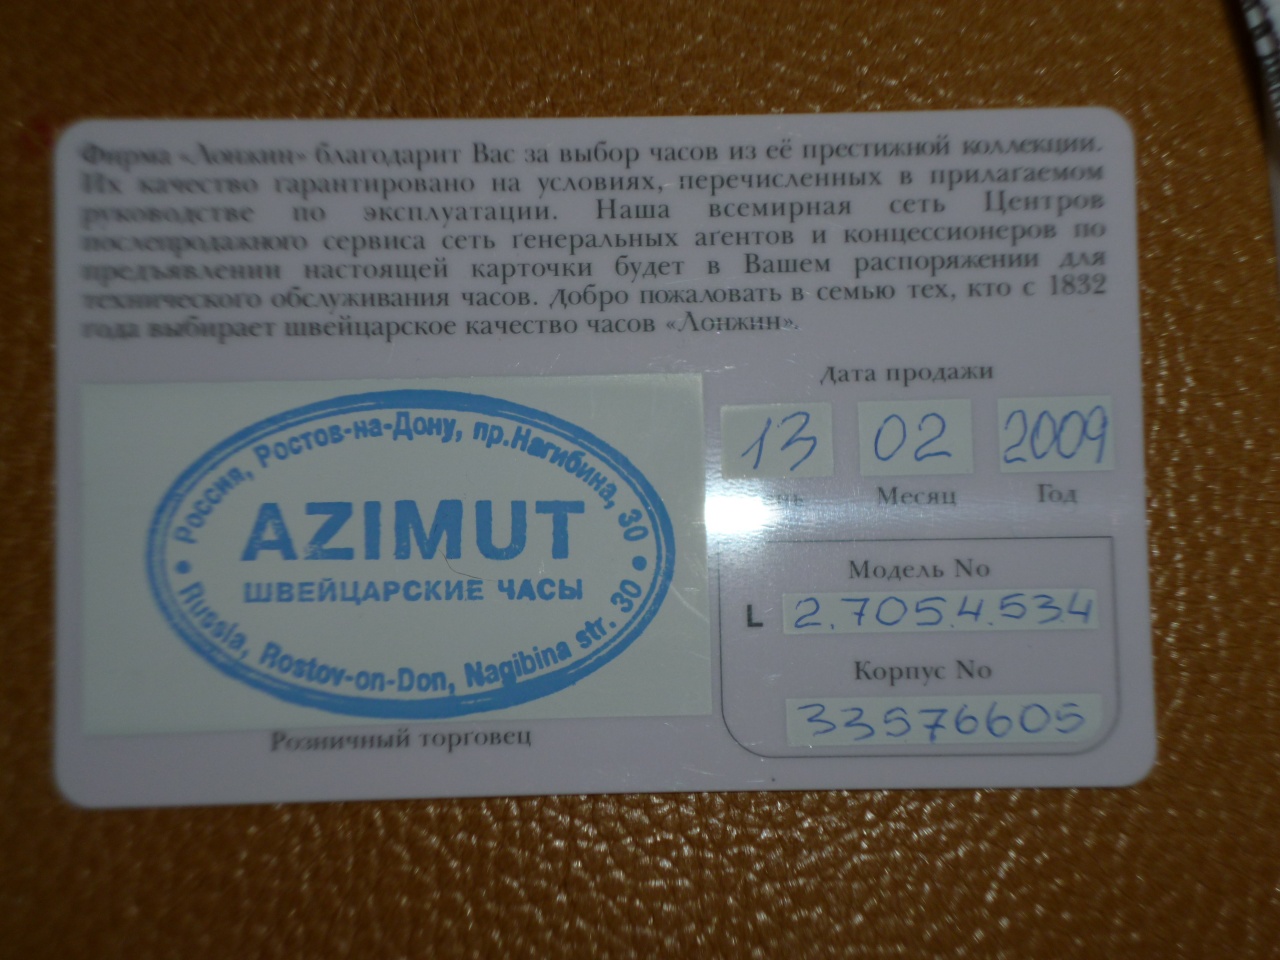 Фирма «Лонжин» благодарит Вас за выбор часов из её престижной коллекции.
Их качество гарантировано на условиях, перечисленных в прилагаемом
руководстве по эксплуатации. Наша всемирная сеть Центров
послепродажного сервиса сеть генеральных агентов и концессионеров по
предъявлении настоящей карточки будет в Вашем распоряжении для
технического обслуживания часов. Добро пожаловать в семью тех, кто с 1832
года выбирает швейцарское качество часов «Лонжин».
Дата продажи
13 02 2009
Месяц Год
Россия, Ростов-на-Дону, пр.Нагибина, 30
AZIMUT
ШВЕЙЦАРСКИЕ ЧАСЫ
Russia, Rostov-on-Don, Nagibina str. 30
Розничный торговец
Модель No
L 2.705.4.53.4
Корпус No
33576605